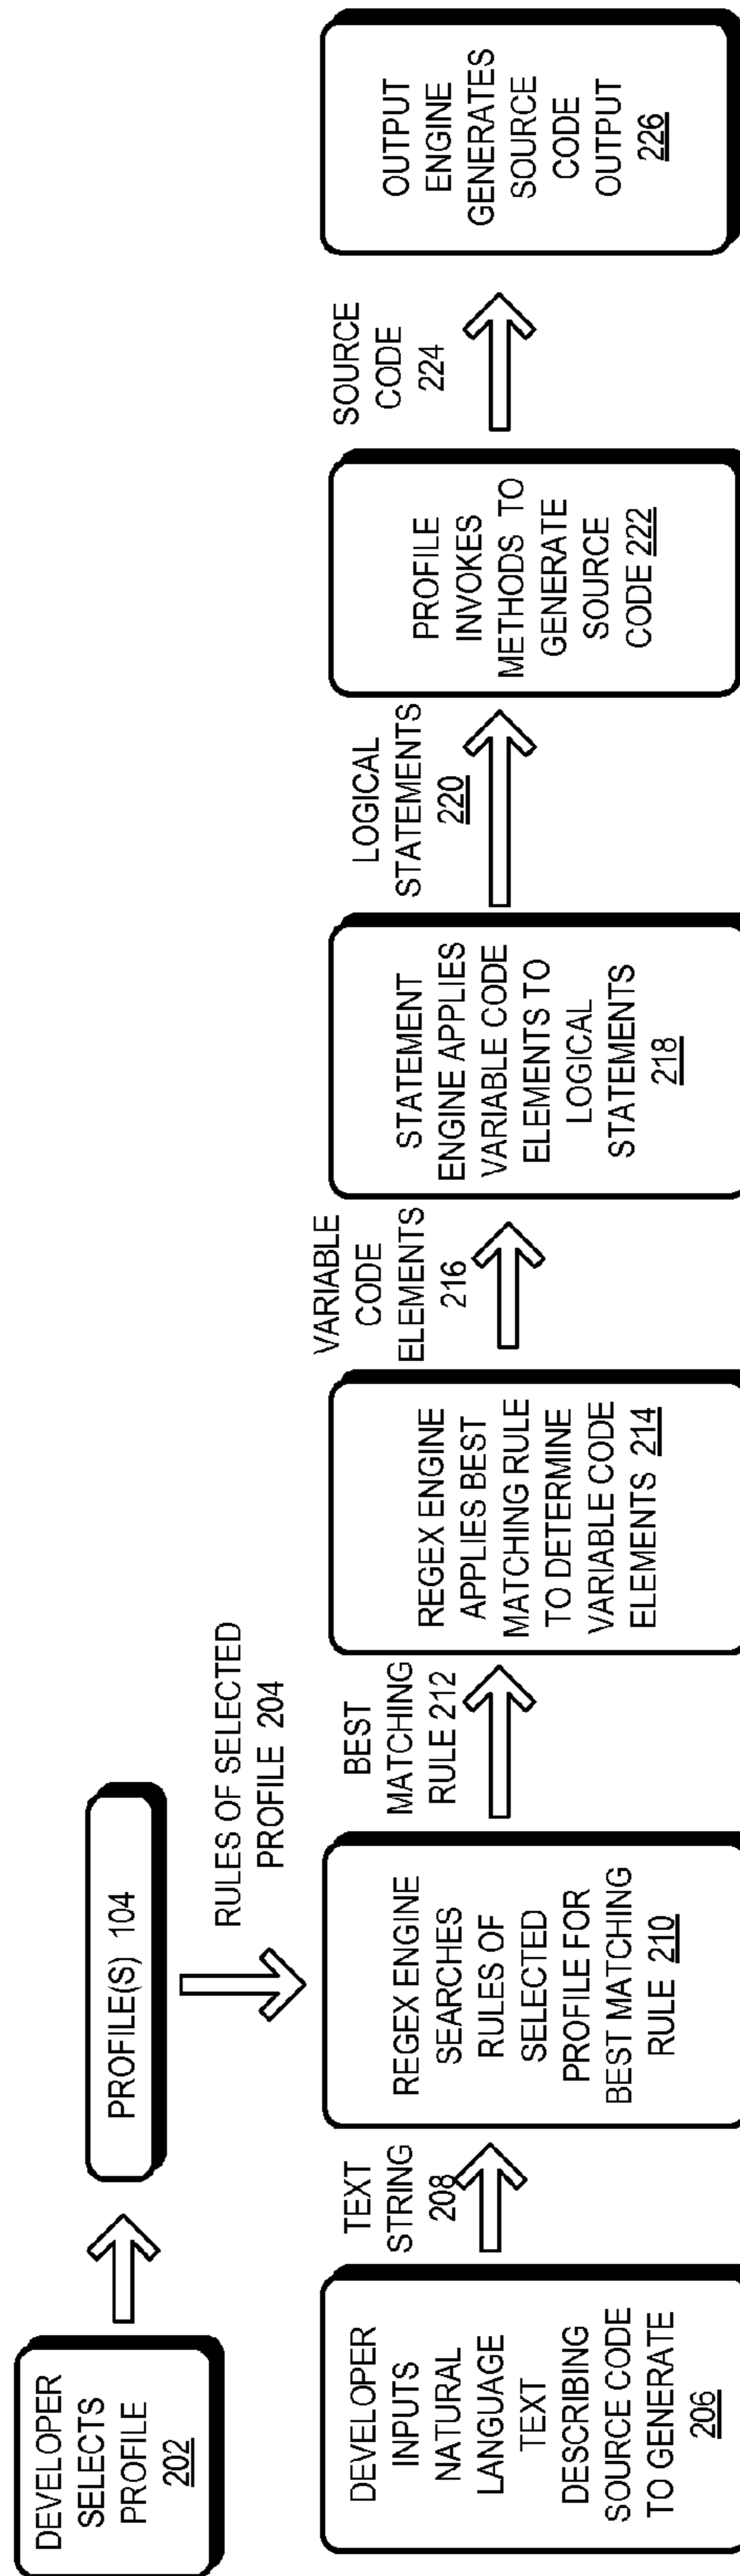 DEVELOPER
SELECTS
PROFILE
202
PROFILE(S) 104
RULES OF SELECTED
PROFILE 204
DEVELOPER
INPUTS
NATURAL
LANGUAGE
TEXT
DESCRIBING
SOURCE CODE
TO GENERATE
206
TEXT
STRING
208
REGEX ENGINE
SEARCHES
RULES OF
SELECTED
PROFILE FOR
BEST MATCHING
RULE 210
BEST
MATCHING
RULE 212
REGEX ENGINE
APPLIES BEST
MATCHING RULE
TO DETERMINE
VARIABLE CODE
ELEMENTS 214
VARIABLE
CODE
ELEMENTS
216
STATEMENT
ENGINE APPLIES
VARIABLE CODE
ELEMENTS TO
LOGICAL
STATEMENTS
218
LOGICAL
STATEMENTS
220
PROFILE
INVOKES
METHODS TO
GENERATE
SOURCE
CODE 222
SOURCE
CODE
224
OUTPUT
ENGINE
GENERATES
SOURCE
CODE
OUTPUT
226